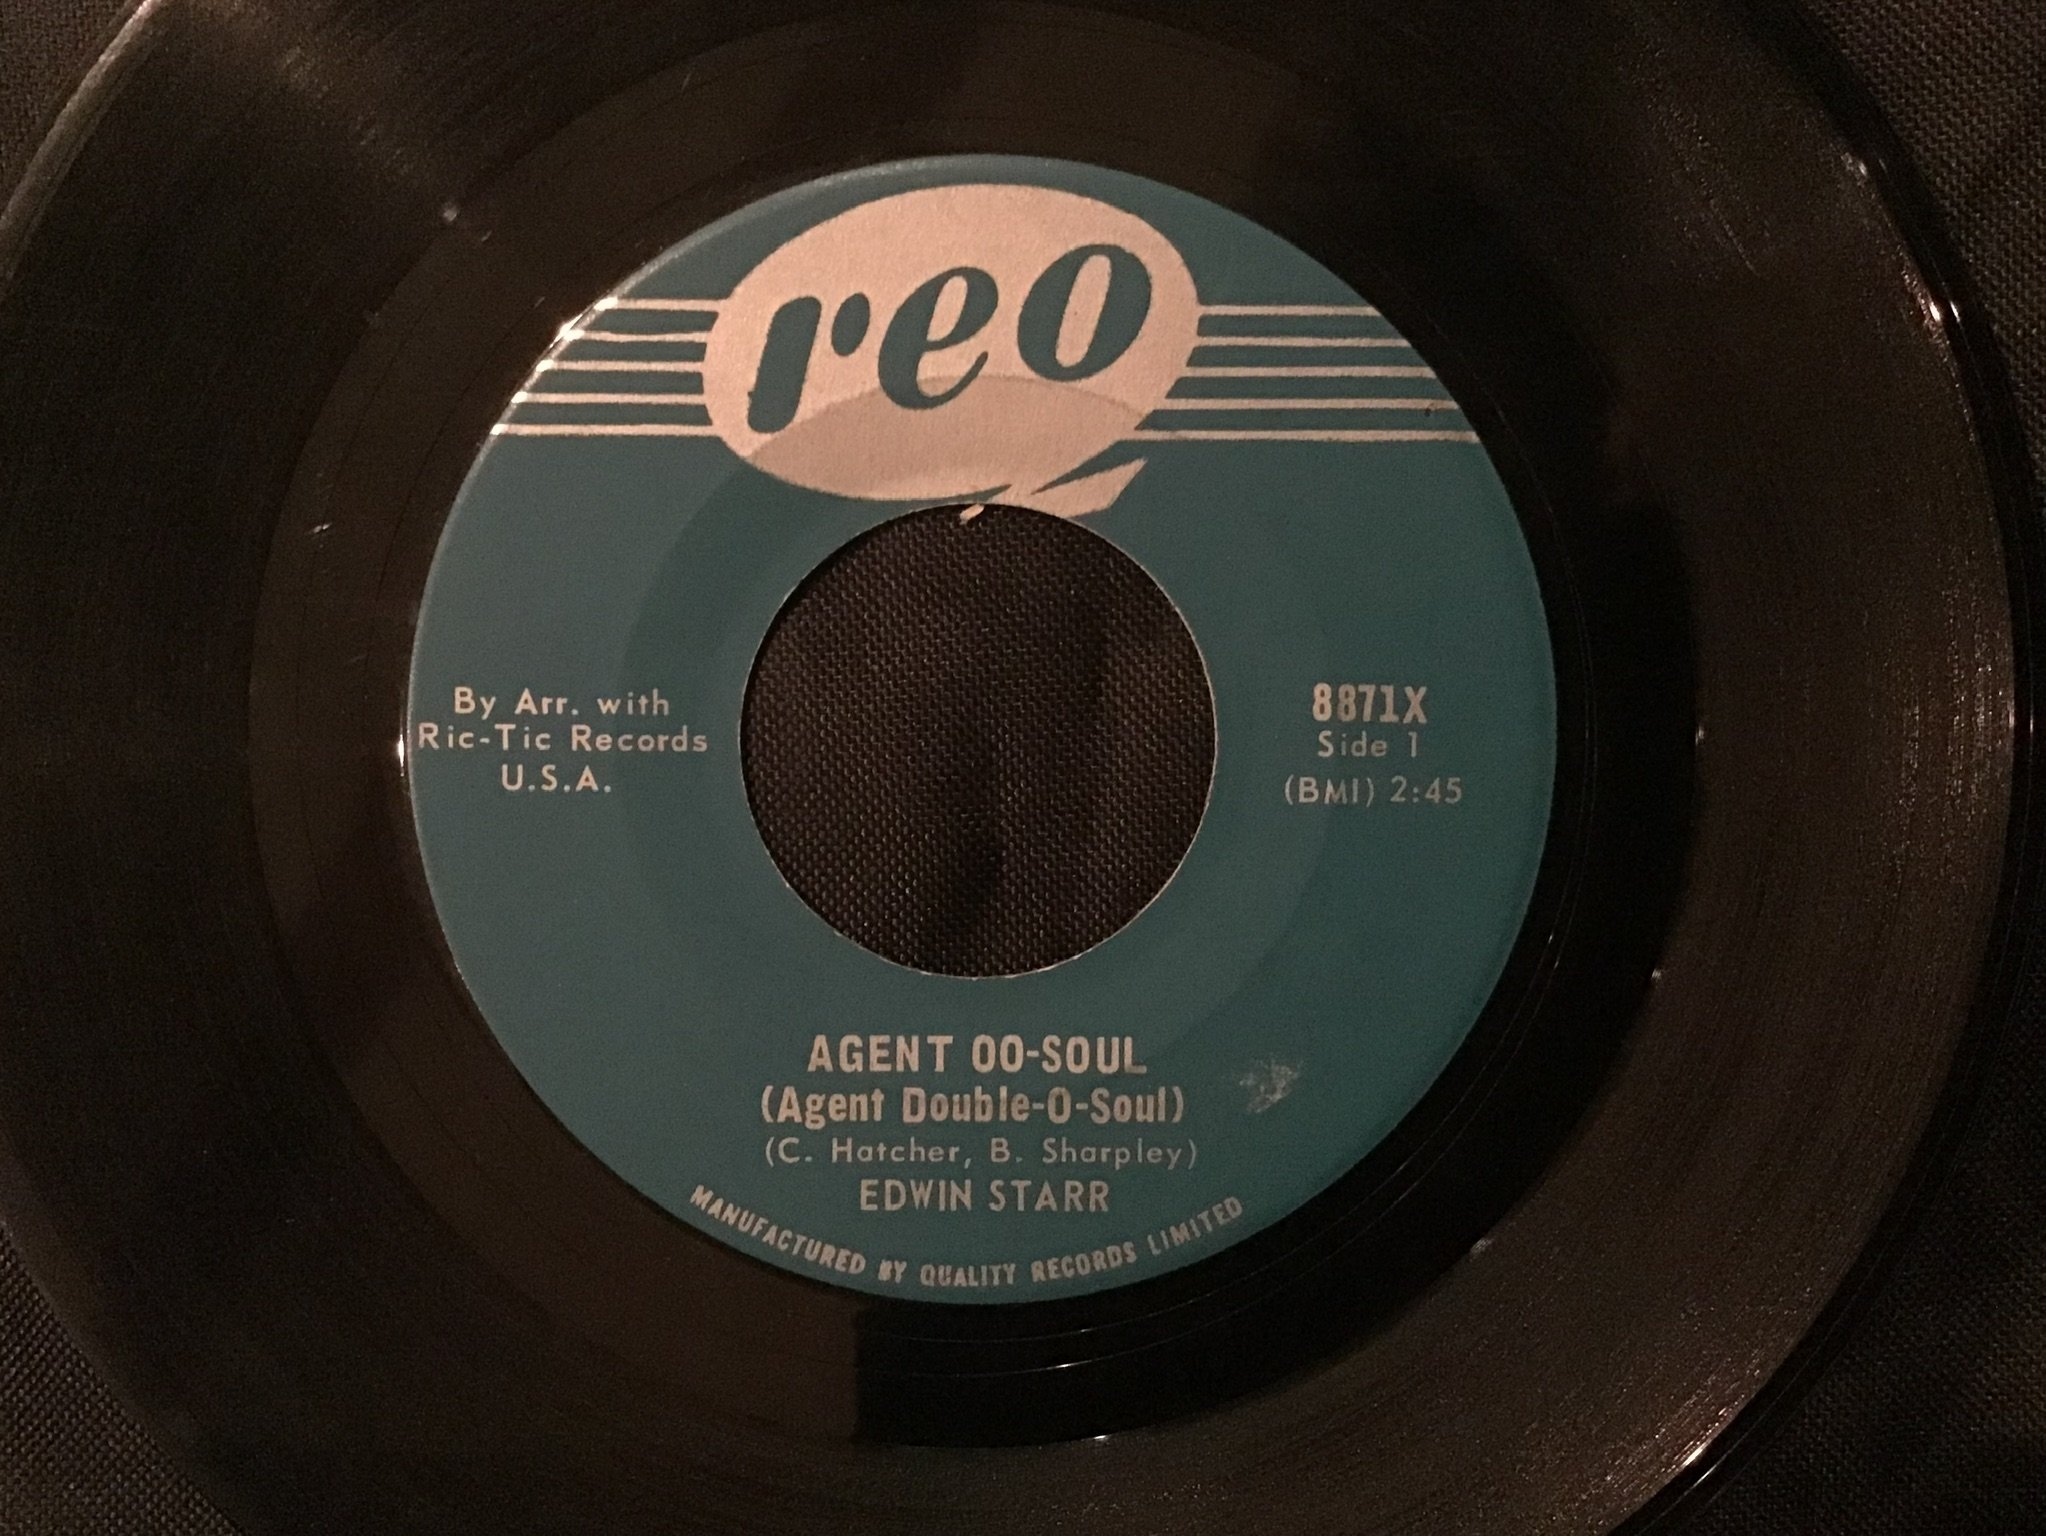 reo
By Arr. with
Ric-Tic Records
U.S.A.
8871X
Side 1
(BMI) 2:45
AGENT OO-SOUL
(Agent Double-O-Soul)
(C. Hatcher, B. Sharpley)
EDWIN STARR
MANUFACTURED BY QUALITY RECORDS LIMITED